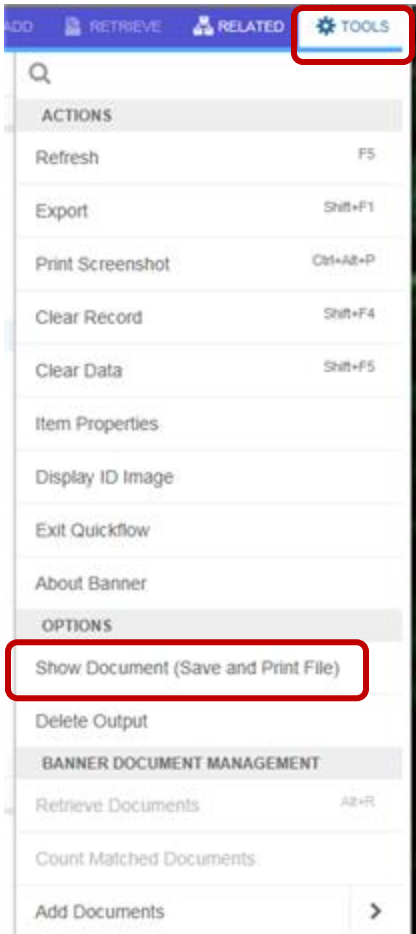 ADD RETRIEVE RELATED TOOLS
ACTIONS
Refresh F5
Export Shift+F1
Print Screenshot Ctrl+Alt+P
Clear Record Shift+F4
Clear Data Shift+F5
Item Properties
Display ID Image
Exit Quickflow
About Banner
OPTIONS
Show Document (Save and Print File)
Delete Output
BANNER DOCUMENT MANAGEMENT
Retrieve Documents Alt+R
Count Matched Documents
Add Documents